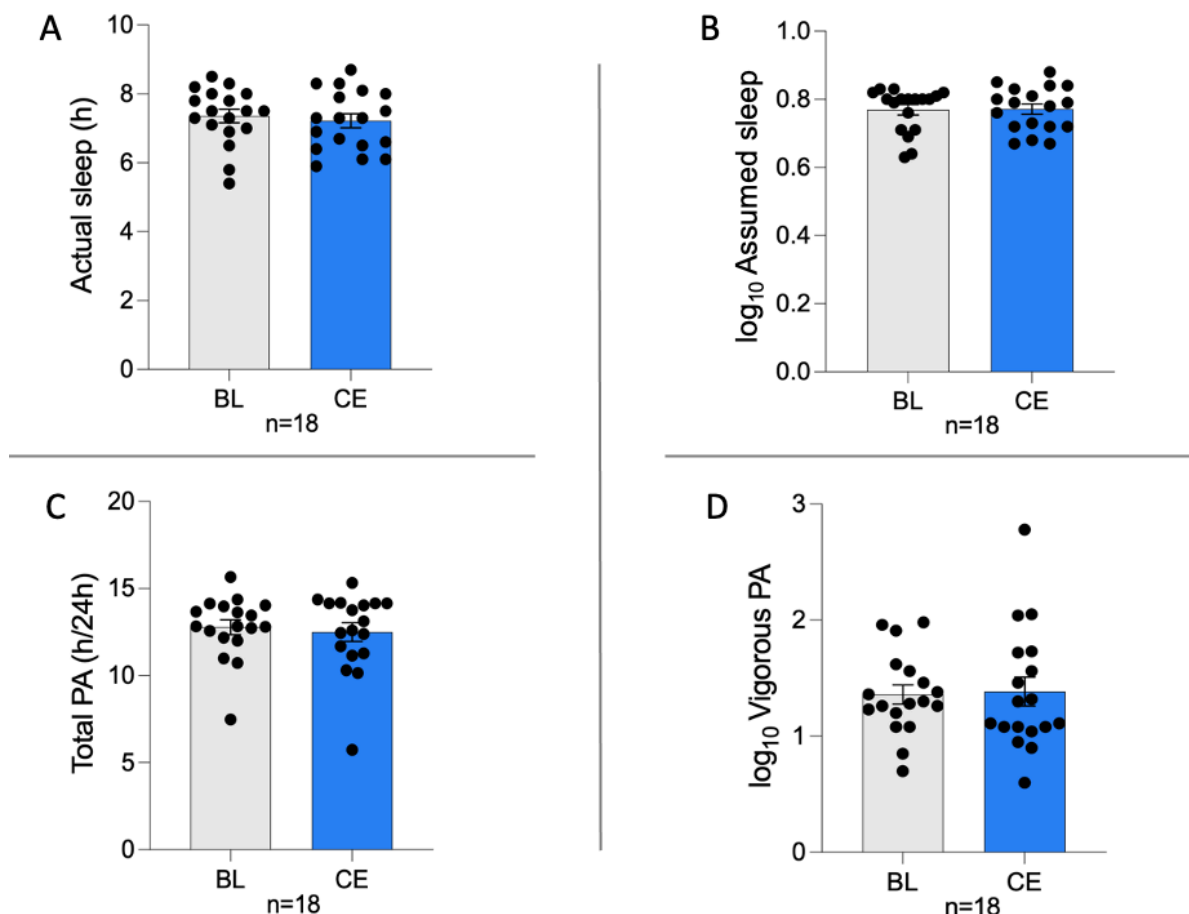 A
Actual sleep (h)
10
8
6
4
2
0
BL
CE
n=18
B
log10 Assumed sleep
1.0
0.8
0.6
0.4
0.2
0.0
BL
CE
n=18
C
Total PA (h/24h)
20
15
10
5
0
BL
CE
n=18
D
log10 Vigorous PA
3
2
1
0
BL
CE
n=18